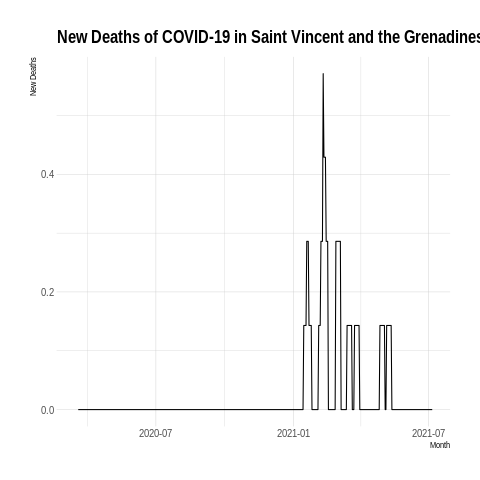 New Deaths of COVID-19 in Saint Vincent and the Grenadines
New Deaths
0.4
0.2
0.0
2020-07
2021-01
2021-07
Month